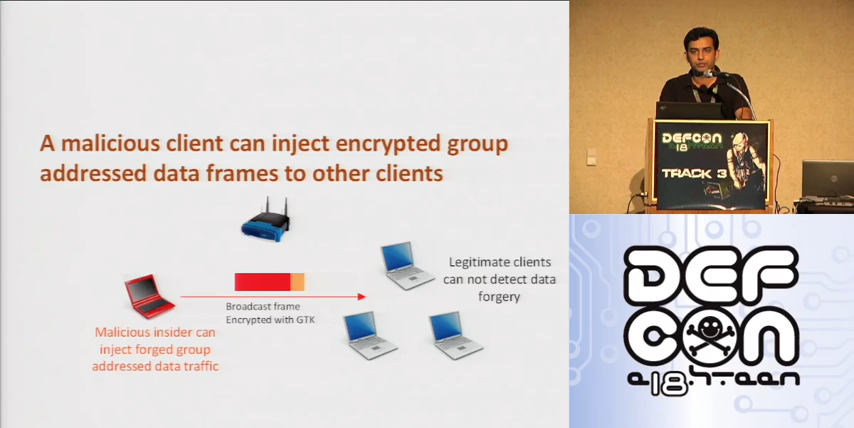 A malicious client can inject encrypted group
addressed data frames to other clients
Legitimate clients
can not detect data
forgery
Broadcast frame
Encrypted with GTK
Malicious insider can
inject forged group
addressed data traffic
DEFCON
18
TRACK 3
DEF
CON
e18hteen